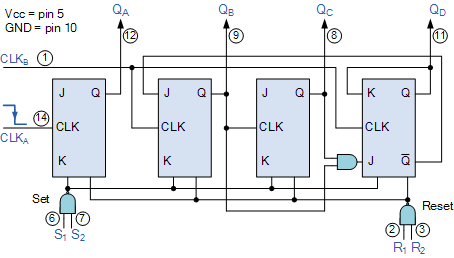 Vcc = pin 5
GND = pin 10
QA QB QC QD
12 9 8 11
CLKB 1
J Q J Q J Q K Q
14 CLK CLK CLK CLK
CLKA
K K K J Q̅
Set
6 7
S1 S2
Reset
2 3
R1 R2